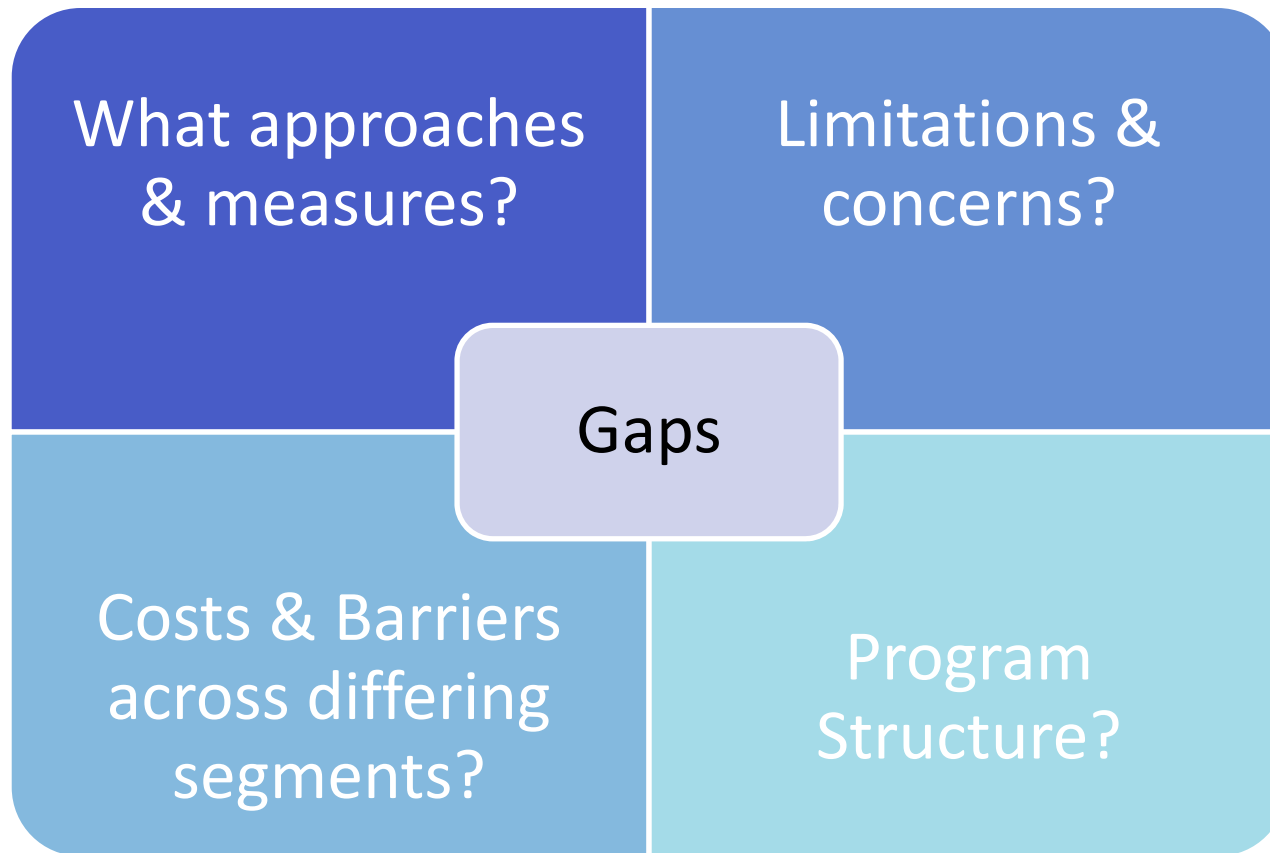 What approaches
& measures?
Limitations &
concerns?
Gaps
Costs & Barriers
across differing
segments?
Program
Structure?